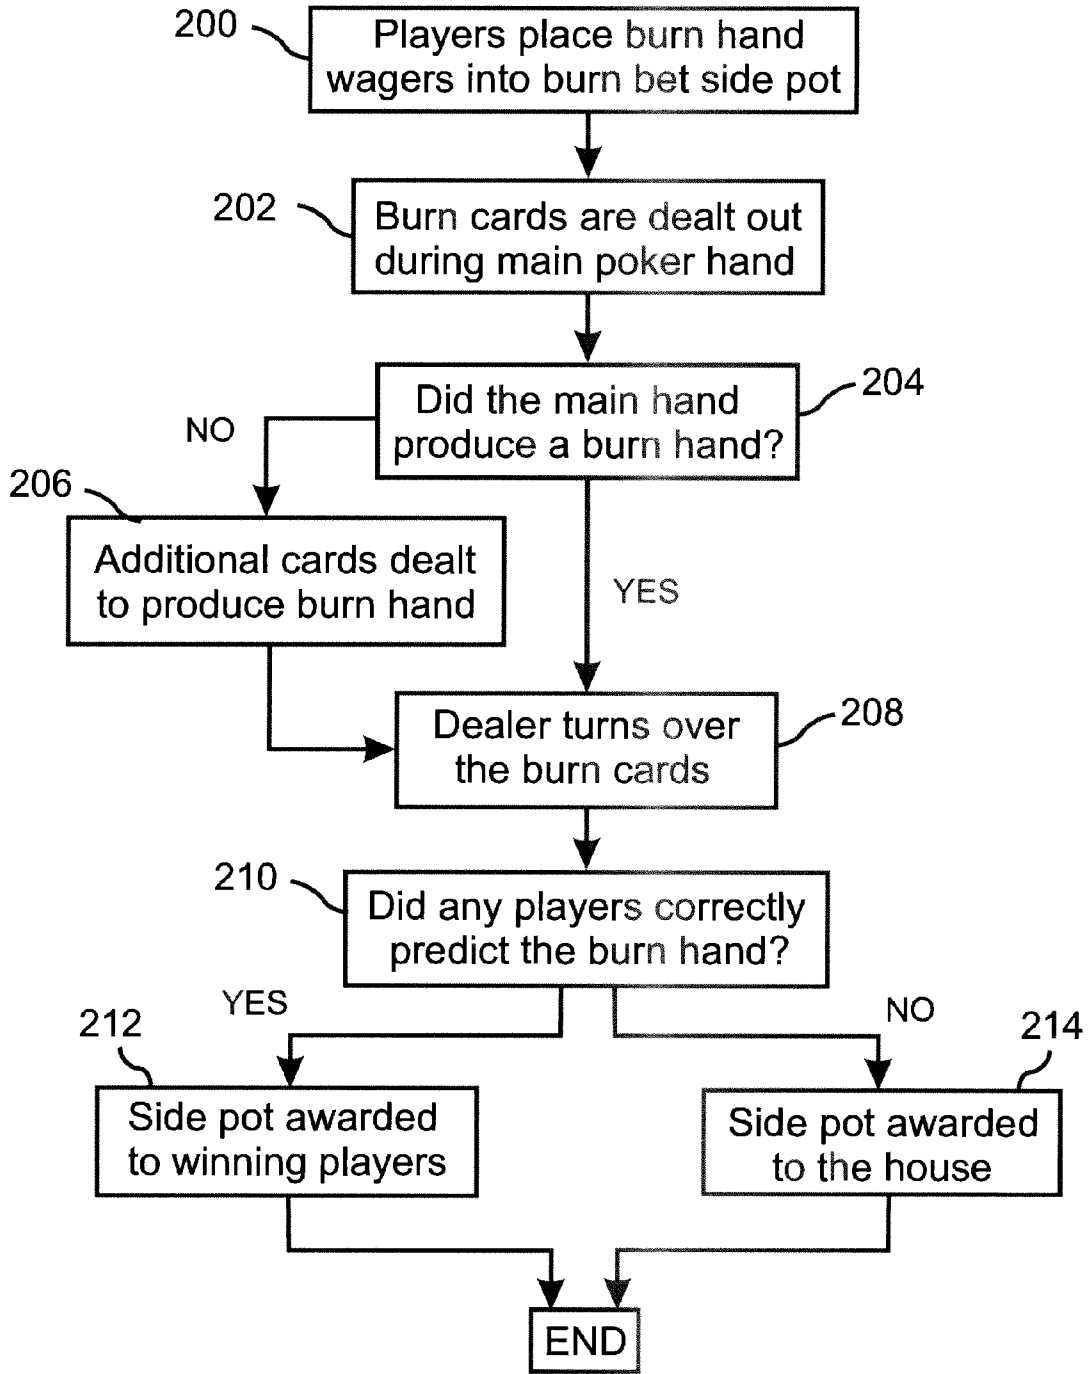 200
Players place burn hand
wagers into burn bet side pot
202
Burn cards are dealt out
during main poker hand
204
Did the main hand
produce a burn hand?
NO
206
Additional cards dealt
to produce burn hand
YES
208
Dealer turns over
the burn cards
210
Did any players correctly
predict the burn hand?
YES
NO
212
Side pot awarded
to winning players
214
Side pot awarded
to the house
END